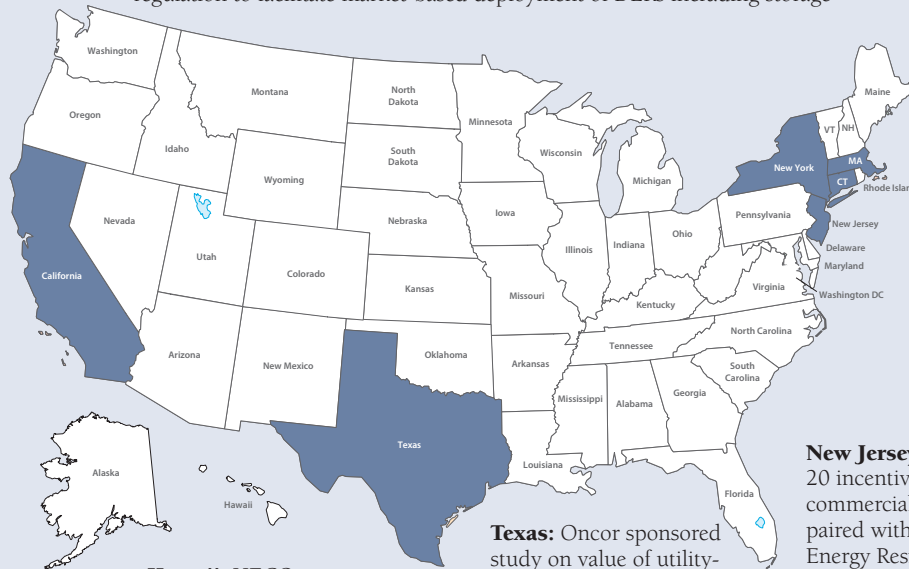 regulation to facilitate market-based deployment of DERs including storage
Washington
Montana
North
Dakota
Minnesota
Maine
Oregon
Idaho
South
Dakota
Wisconsin
Michigan
VT
NH
New York
MA
CT
Rhode Islan
Wyoming
Nevada
Nebraska
Iowa
Pennsylvania
New Jersey
Ohio
Illinois
Indiana
Delaware
Maryland
Utah
Colorado
California
Kansas
Missouri
Virginia
Washington DC
Kentucky
North Carolina
Tennessee
Arizona
New Mexico
Oklahoma
Arkansas
South
Carolina
Mississippi
Alabama
Georgia
Texas
Louisiana
Alaska
Hawaii
Florida
New Jersey
20 incentiv
commercial
paired with
Energy Res
Texas: Oncor sponsored
study on value of utility-